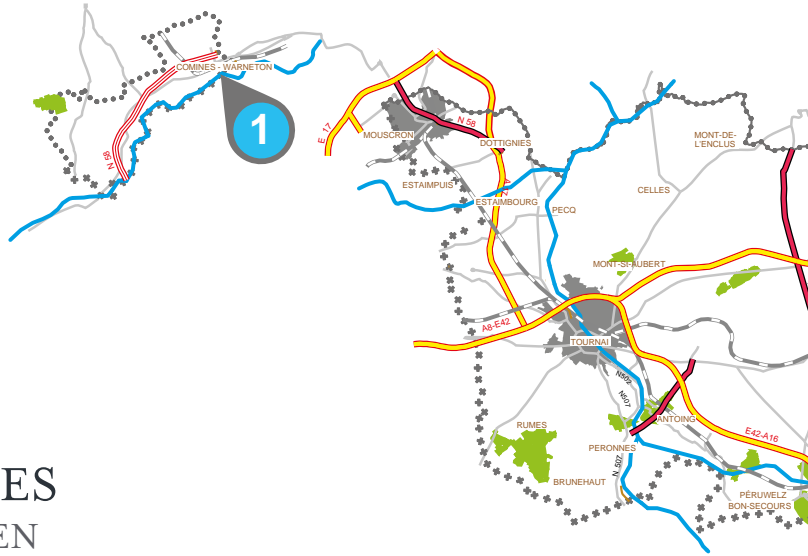 COMINES - WARNETON
1
N 58
E 17
MOUSCRON
N 58
DOTTIGNIES
MONT-DE-
L'ENCLUS
ESTAIMPUIS
CELLES
ESTAIMBOURG
PECQ
MONT-St-AUBERT
A8-E42
TOURNAI
N502
N507
ANTOING
RUMES
E42-A16
PERONNES
N 507
BRUNEHAUT
PÉRUWELZ
BON-SECOURS
ES
EN